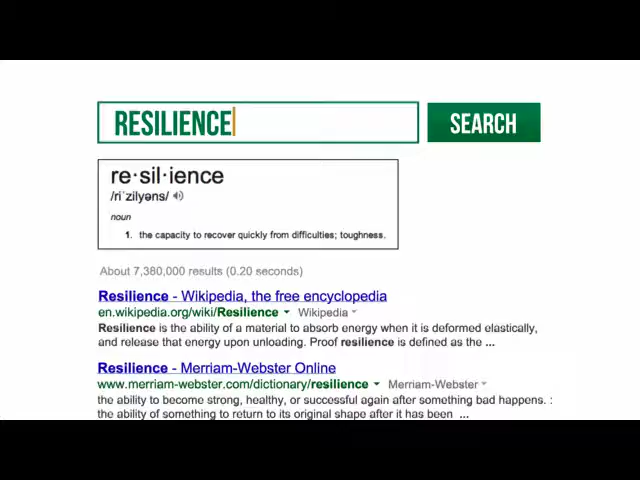 RESILIENCE
SEARCH
re·sil·ience
/riˈzilyəns/
noun
1. the capacity to recover quickly from difficulties; toughness.
About 7,380,000 results (0.20 seconds)
Resilience - Wikipedia, the free encyclopedia
en.wikipedia.org/wiki/Resilience Wikipedia
Resilience is the ability of a material to absorb energy when it is deformed elastically,
and release that energy upon unloading. Proof resilience is defined as the ...
Resilience - Merriam-Webster Online
www.merriam-webster.com/dictionary/resilience Merriam-Webster
the ability to become strong, healthy, or successful again after something bad happens. :
the ability of something to return to its original shape after it has been ...